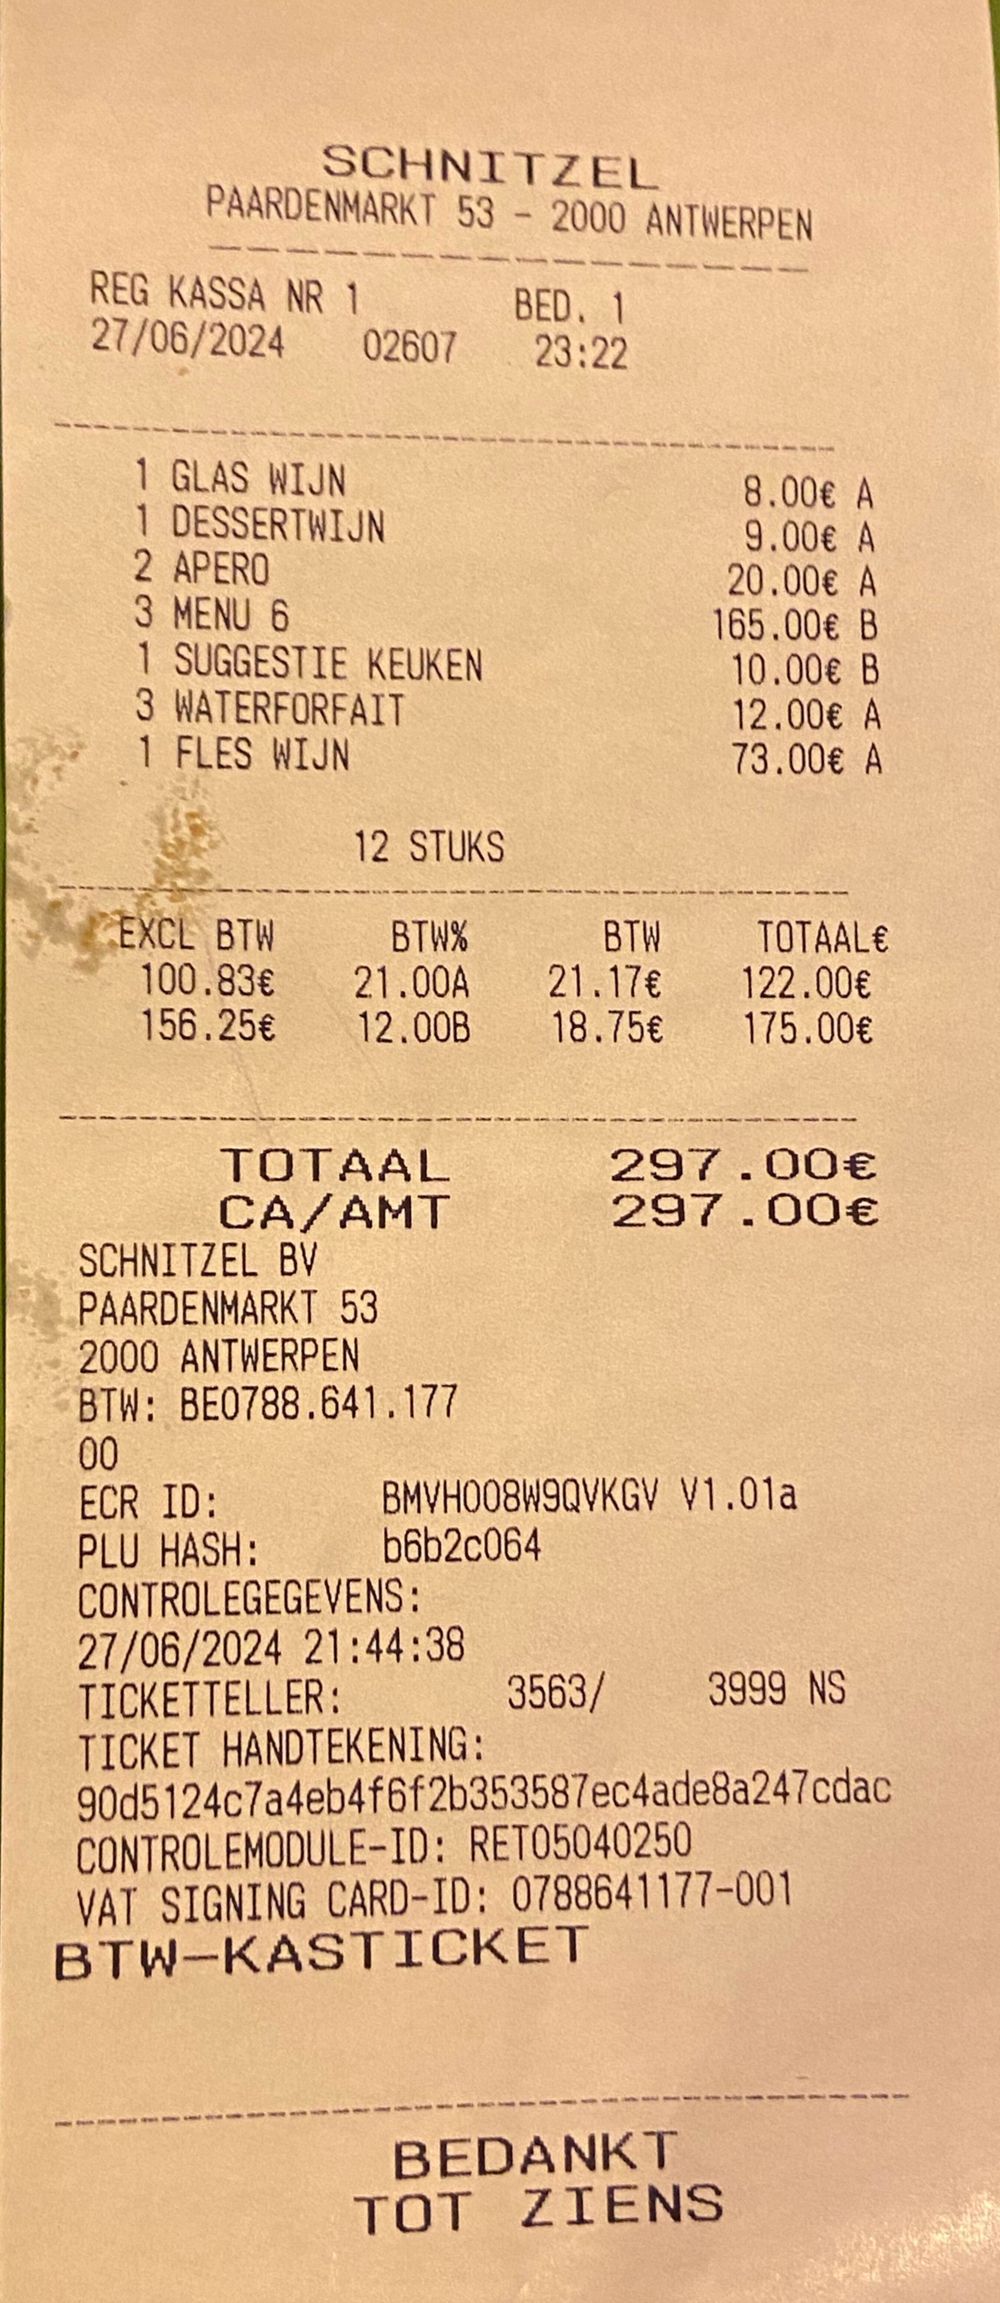 SCHNITZEL
PAARDENMARKT 53 - 2000 ANTWERPEN
REG KASSA NR 1 BED. 1
27/06/2024 02607 23:22
1 GLAS WIJN 8.00€ A
1 DESSERTWIJN 9.00€ A
2 APERO 20.00€ A
3 MENU 6 165.00€ B
1 SUGGESTIE KEUKEN 10.00€ B
3 WATERFORFAIT 12.00€ A
1 FLES WIJN 73.00€ A
12 STUKS
EXCL BTW BTW% BTW TOTAAL€
100.83€ 21.00A 21.17€ 122.00€
156.25€ 12.00B 18.75€ 175.00€
TOTAAL 297.00€
CA/AMT 297.00€
SCHNITZEL BV
PAARDENMARKT 53
2000 ANTWERPEN
BTW: BE0788.641.177
00
ECR ID: BMVH008W9QVKGV V1.01a
PLU HASH: b6b2c064
CONTROLEGEGEVENS:
27/06/2024 21:44:38
TICKETTELLER: 3563/ 3999 NS
TICKET HANDTEKENING:
90d5124c7a4eb4f6f2b353587ec4ade8a247cdac
CONTROLEMODULE-ID: RET05040250
VAT SIGNING CARD-ID: 0788641177-001
BTW-KASTICKET
BEDANKT
TOT ZIENS